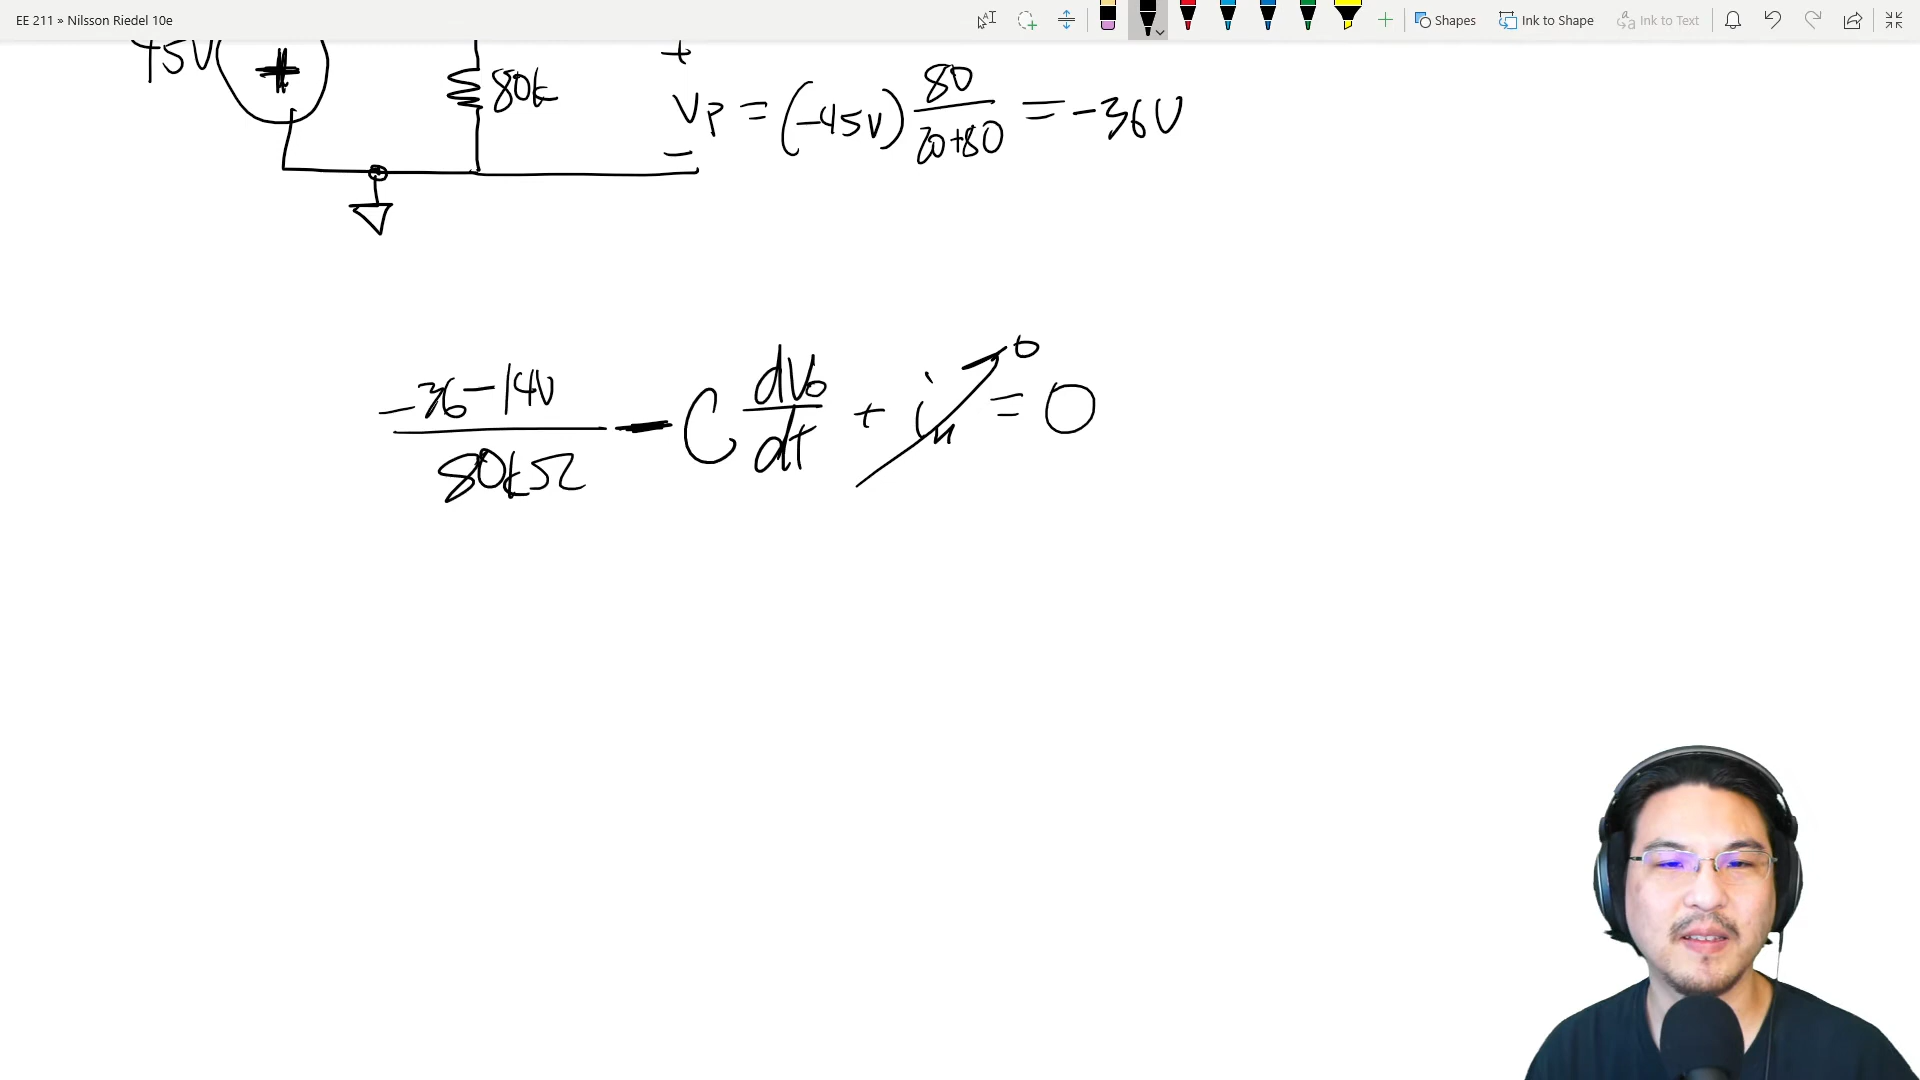 EE 211 » Nilsson Riedel 10e
Shapes
Ink to Shape
Ink to Text
45V
80k
+
−
vp = (−45V) 80/(20+80) = −36V
(−36−14V)/(80kΩ) − C dVo/dt + in → 0 = 0